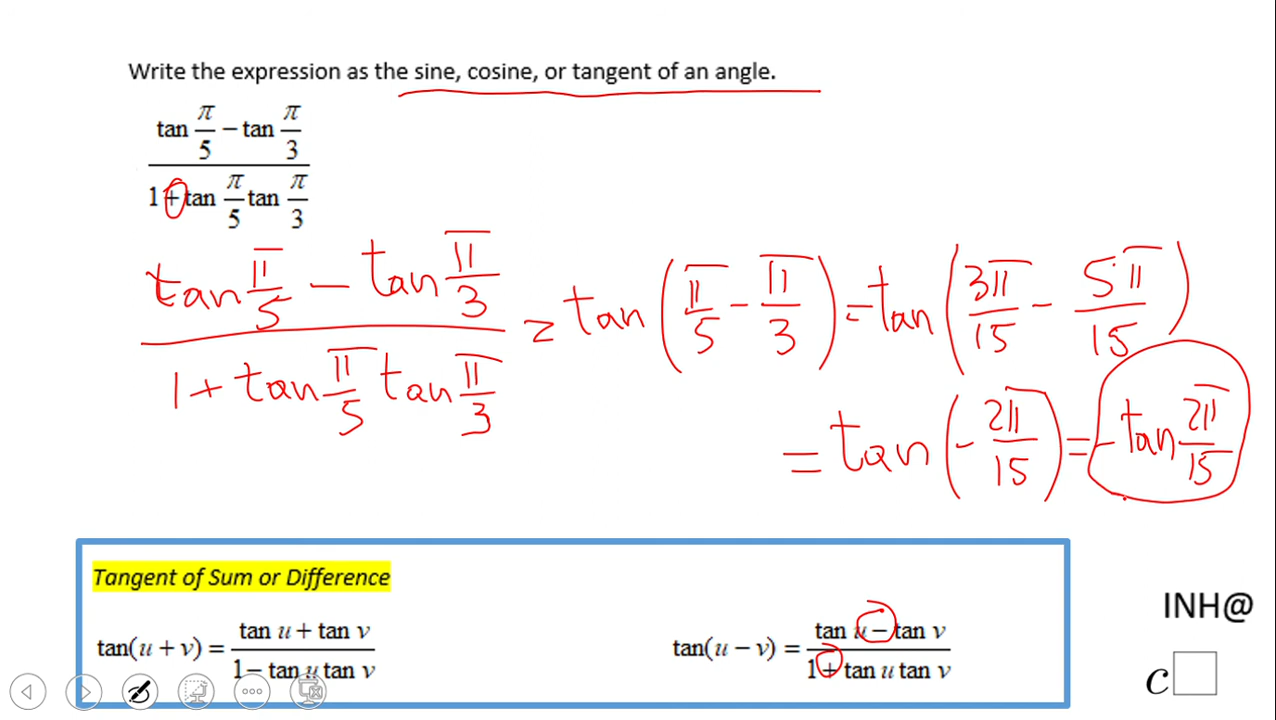 Write the expression as the sine, cosine, or tangent of an angle.
tan π/5 − tan π/3
1 + tan π/5 tan π/3
tan π/5 − tan π/3
1 + tan π/5 tan π/3
= tan (π/5 − π/3) = tan (3π/15 − 5π/15)
= tan (− 2π/15) = − tan 2π/15
Tangent of Sum or Difference
tan(u + v) = tan u + tan v / 1 − tan u tan v
tan(u − v) = tan u − tan v / 1 + tan u tan v
INH@
c